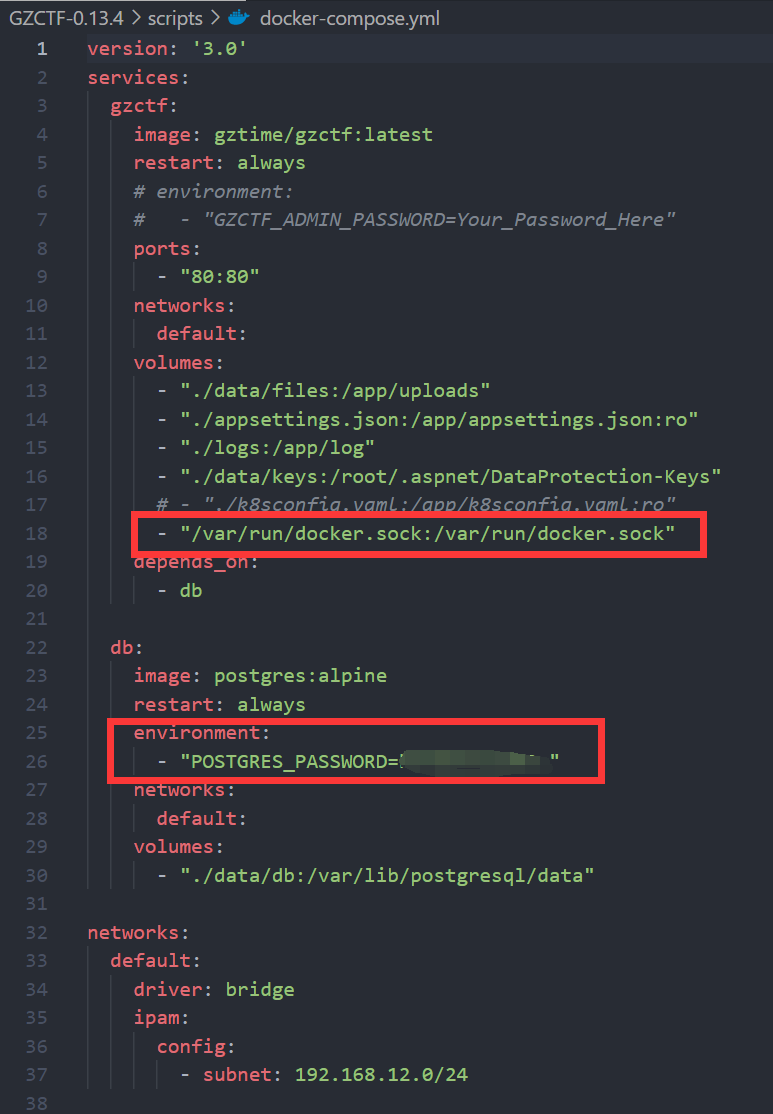 GZCTF-0.13.4 > scripts > docker-compose.yml
1 version: '3.0'
2 services:
3 gzctf:
4 image: gztime/gzctf:latest
5 restart: always
6 # environment:
7 #   - "GZCTF_ADMIN_PASSWORD=Your_Password_Here"
8 ports:
9 - "80:80"
10 networks:
11 default:
12 volumes:
13 - "./data/files:/app/uploads"
14 - "./appsettings.json:/app/appsettings.json:ro"
15 - "./logs:/app/log"
16 - "./data/keys:/root/.aspnet/DataProtection-Keys"
17 # - "./k8sconfig.yaml:/app/k8sconfig.yaml:ro"
18 - "/var/run/docker.sock:/var/run/docker.sock"
19 depends_on:
20 - db
21
22 db:
23 image: postgres:alpine
24 restart: always
25 environment:
26 - "POSTGRES_PASSWORD= "
27 networks:
28 default:
29 volumes:
30 - "./data/db:/var/lib/postgresql/data"
31
32 networks:
33 default:
34 driver: bridge
35 ipam:
36 config:
37 - subnet: 192.168.12.0/24
38